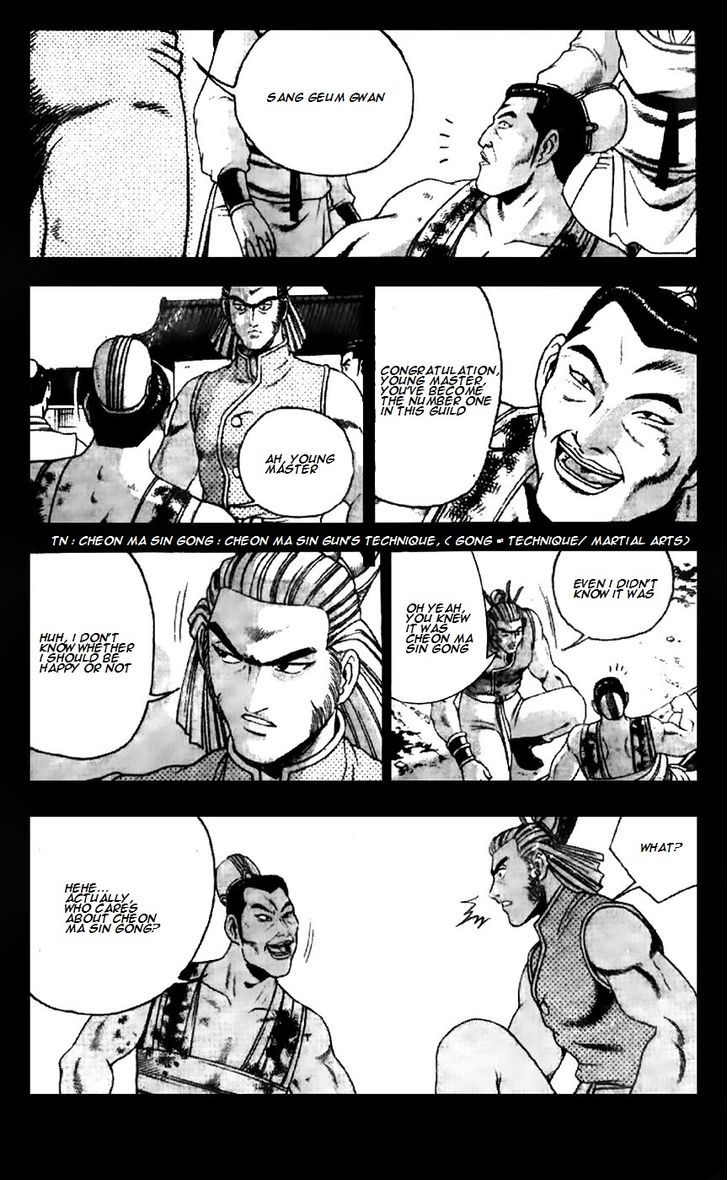 SANG GEUM GWAN
AH, YOUNG
MASTER
CONGRATULATION,
YOUNG MASTER,
YOU'VE BECOME
THE NUMBER ONE
IN THIS GUILD
TN : CHEON MA SIN GONG : CHEON MA SIN GUN'S TECHNIQUE, ( GONG = TECHNIQUE/ MARTIAL ARTS)
HUH, I DON'T
KNOW WHETHER
I SHOULD BE
HAPPY OR NOT
OH YEAH,
YOU KNEW
IT WAS
CHEON MA
SIN GONG
EVEN I DIDN'T
KNOW IT WAS
HEHE...
ACTUALLY,
WHO CARES
ABOUT CHEON
MA SIN GONG?
WHAT?